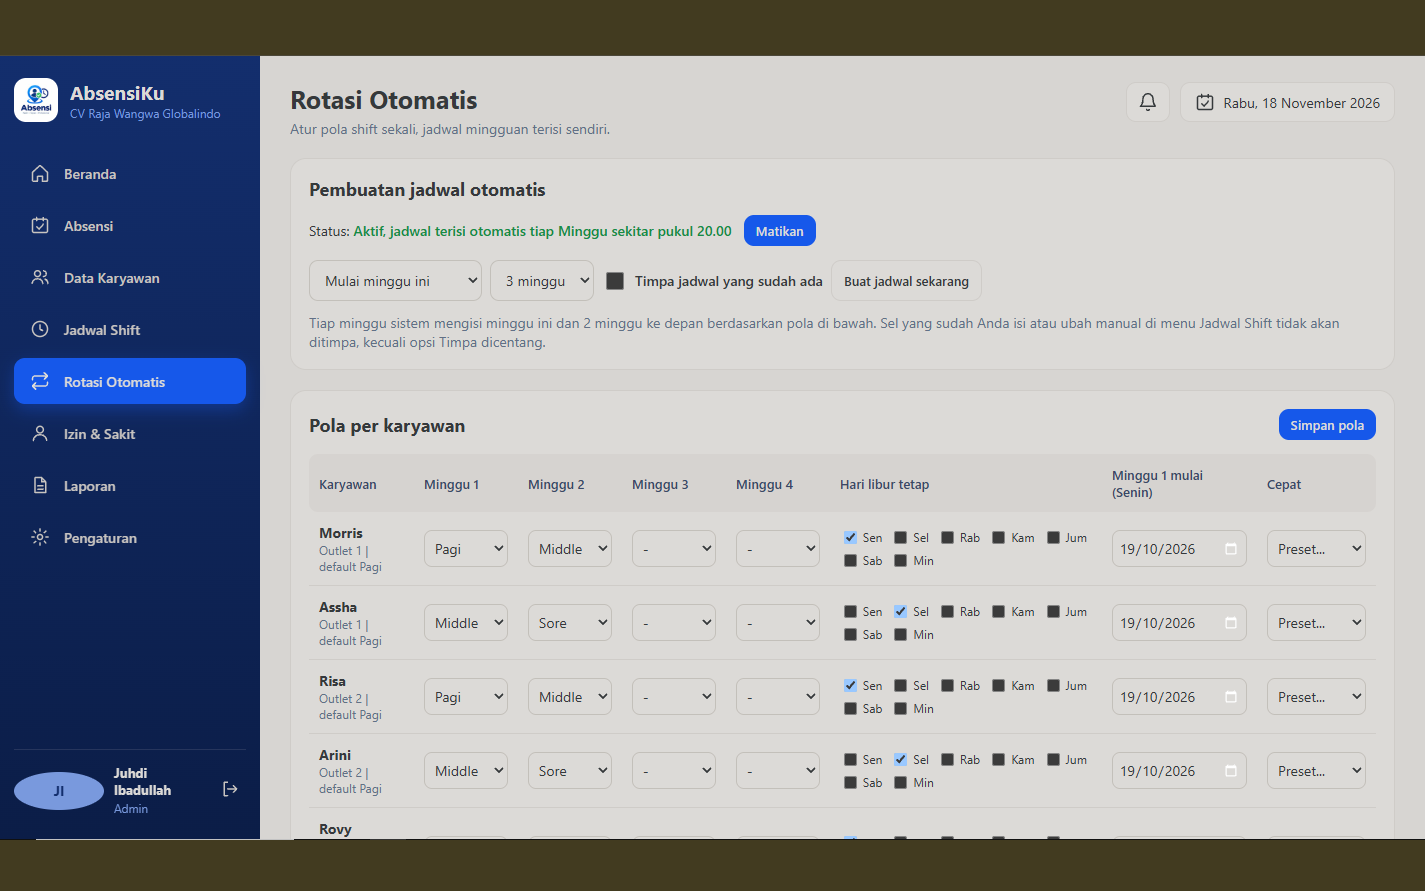 Absensi
AbsensiKu
CV Raja Wangwa Globalindo
Beranda
Absensi
Data Karyawan
Jadwal Shift
Rotasi Otomatis
Izin & Sakit
Laporan
Pengaturan
JI
Juhdi
Ibadullah
Admin
Rotasi Otomatis
Atur pola shift sekali, jadwal mingguan terisi sendiri.
Rabu, 18 November 2026
Pembuatan jadwal otomatis
Status: Aktif, jadwal terisi otomatis tiap Minggu sekitar pukul 20.00 Matikan
Mulai minggu ini 3 minggu Timpa jadwal yang sudah ada Buat jadwal sekarang
Tiap minggu sistem mengisi minggu ini dan 2 minggu ke depan berdasarkan pola di bawah. Sel yang sudah Anda isi atau ubah manual di menu Jadwal Shift tidak akan
ditimpa, kecuali opsi Timpa dicentang.
Pola per karyawan
Simpan pola
Karyawan Minggu 1 Minggu 2 Minggu 3 Minggu 4 Hari libur tetap Minggu 1 mulai (Senin) Cepat
Morris
Outlet 1 |
default Pagi
Pagi Middle - - Sen Sel Rab Kam Jum
Sab Min
19/10/2026 Preset...
Assha
Outlet 1 |
default Pagi
Middle Sore - - Sen Sel Rab Kam Jum
Sab Min
19/10/2026 Preset...
Risa
Outlet 2 |
default Pagi
Pagi Middle - - Sen Sel Rab Kam Jum
Sab Min
19/10/2026 Preset...
Arini
Outlet 2 |
default Pagi
Middle Sore - - Sen Sel Rab Kam Jum
Sab Min
19/10/2026 Preset...
Rovy